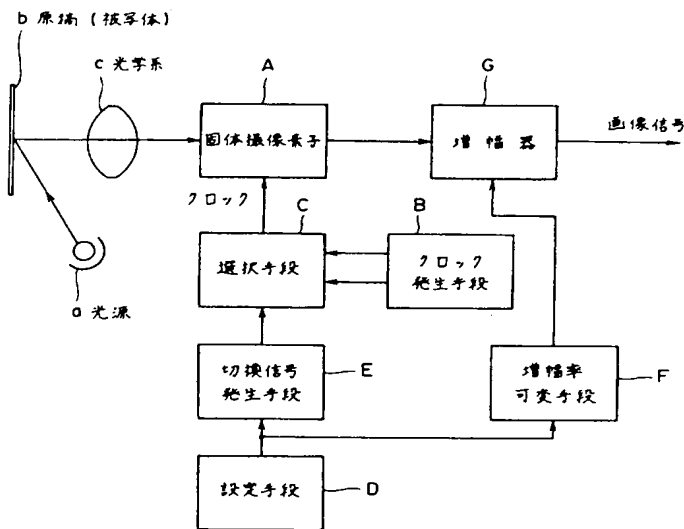 b 原稿 (被写体)
c 光学系
A
固体撮像素子
G
増幅器
画像信号
クロック
C
選択手段
B
クロック
発生手段
a 光源
切換信号
発生手段
E
増幅率
可変手段
F
設定手段
D